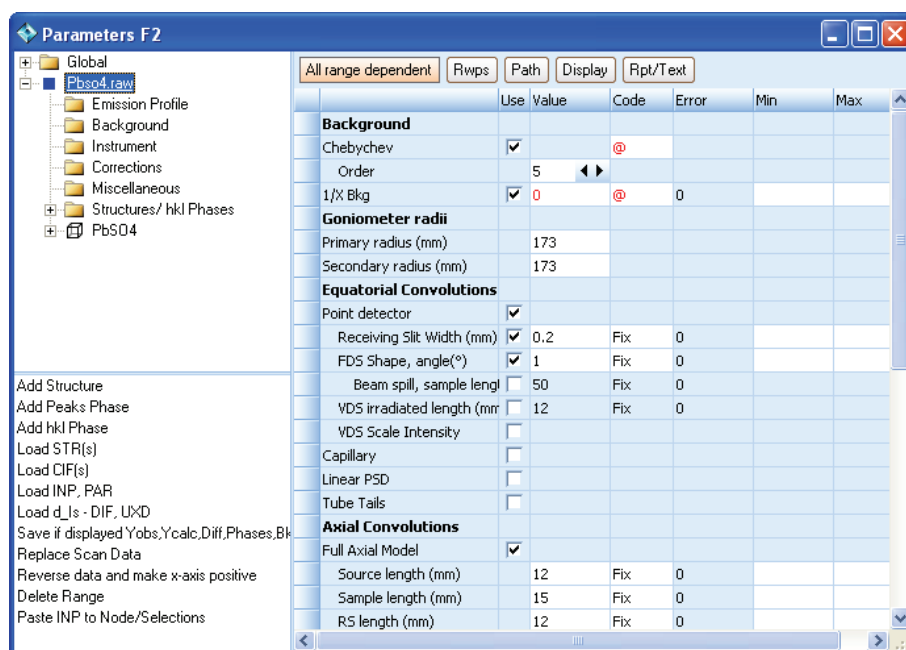 Parameters F2
Global
Pbso4.raw
Emission Profile
Background
Instrument
Corrections
Miscellaneous
Structures/ hkl Phases
PbSO4
Add Structure
Add Peaks Phase
Add hkl Phase
Load STR(s)
Load CIF(s)
Load INP, PAR
Load d_Is - DIF, UXD
Save if displayed Yobs,Ycalc,Diff,Phases,Bk
Replace Scan Data
Reverse data and make x-axis positive
Delete Range
Paste INP to Node/Selections
All range dependent Rwps Path Display Rpt/Text
Use Value Code Error Min Max
Background
Chebychev @
Order 5
1/X Bkg 0 @ 0
Goniometer radii
Primary radius (mm) 173
Secondary radius (mm) 173
Equatorial Convolutions
Point detector
Receiving Slit Width (mm) 0.2 Fix 0
FDS Shape, angle(°) 1 Fix 0
Beam spill, sample lengt 50 Fix 0
VDS irradiated length (mm 12 Fix 0
VDS Scale Intensity
Capillary
Linear PSD
Tube Tails
Axial Convolutions
Full Axial Model
Source length (mm) 12 Fix 0
Sample length (mm) 15 Fix 0
RS length (mm) 12 Fix 0